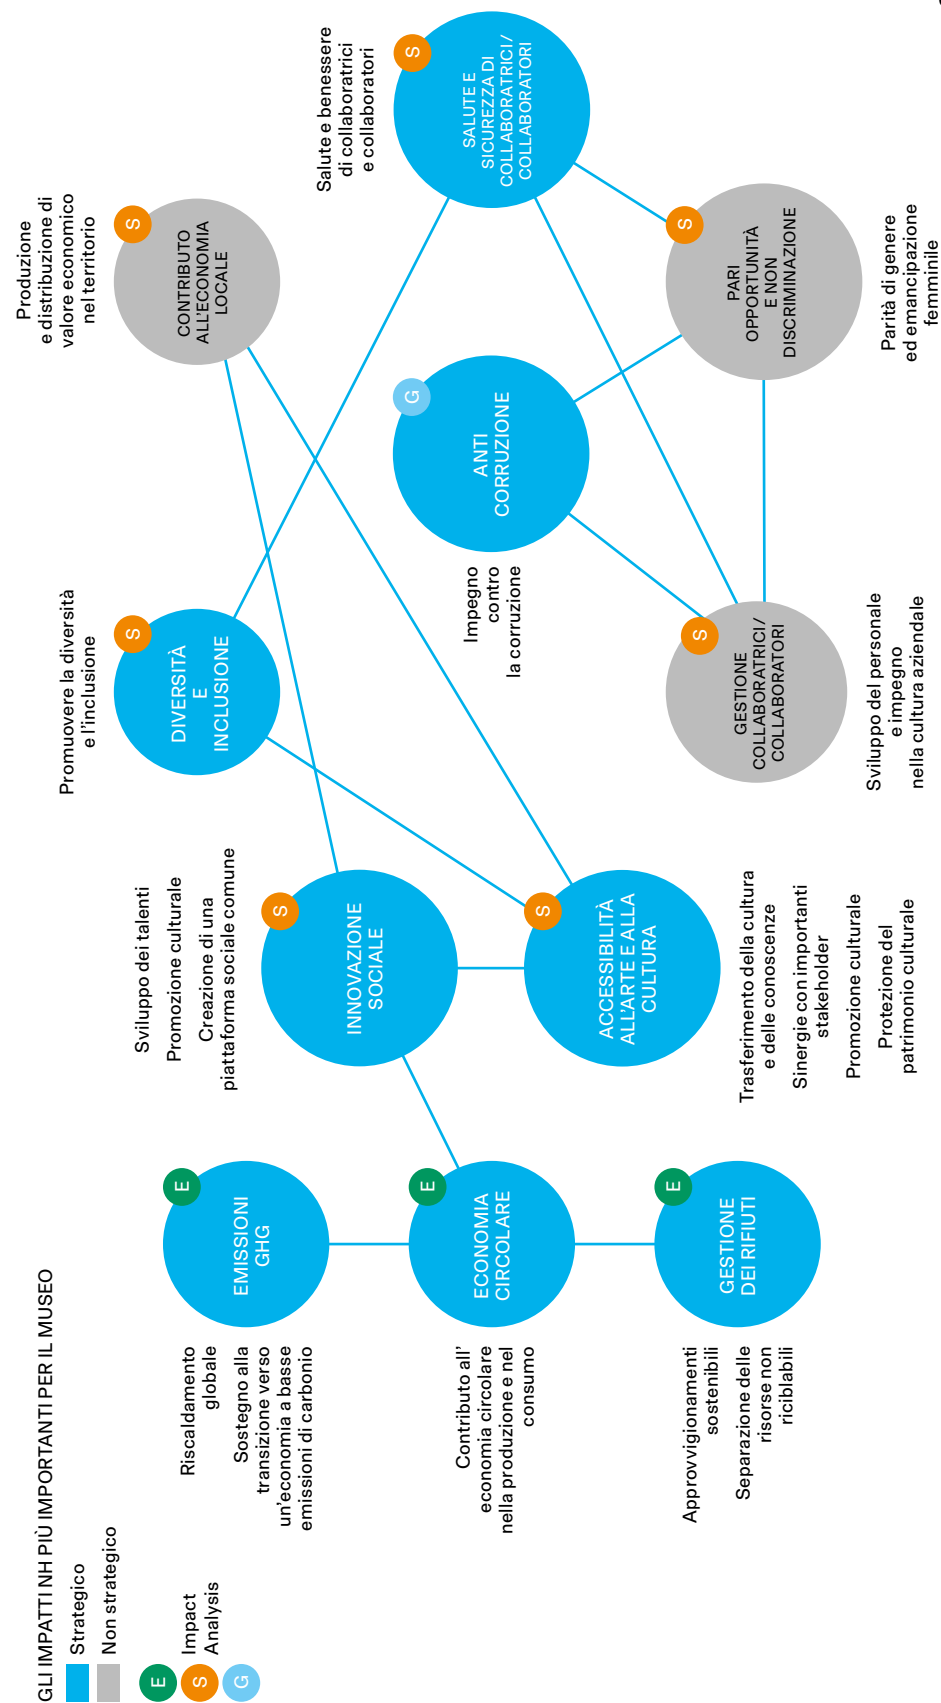 GLI IMPATTI NH PIÙ IMPORTANTI PER IL MUSEO
Strategico
Non strategico
E
S
G
Impact
Analysis
Riscaldamento
globale
Sostegno alla
transizione verso
un'economia a basse
emissioni di carbonio
EMISSIONI
GHG
E
Contributo all'
economia circolare
nella produzione e nel
consumo
ECONOMIA
CIRCOLARE
E
Approvvigionamenti
sostenibili
Separazione delle
risorse non
riciblabili
GESTIONE
DEI RIFIUTI
E
Sviluppo dei talenti
Promozione culturale
Creazione di una
piattaforma sociale comune
INNOVAZIONE
SOCIALE
S
ACCESSIBILITÀ
ALL'ARTE E ALLA
CULTURA
S
Trasferimento della cultura
e delle conoscenze
Sinergie con importanti
stakeholder
Promozione culturale
Protezione del
patrimonio culturale
Promuovere la diversità
e l'inclusione
DIVERSITÀ
E
INCLUSIONE
S
Impegno
contro
la corruzione
ANTI
CORRUZIONE
G
GESTIONE
COLLABORATRICI/
COLLABORATORI
S
Sviluppo del personale
e impegno
nella cultura aziendale
Produzione
e distribuzione di
valore economico
nel territorio
CONTRIBUTO
ALL'ECONOMIA
LOCALE
S
Salute e benessere
di collaboratrici
e collaboratori
SALUTE E
SICUREZZA DI
COLLABORATRICI/
COLLABORATORI
S
PARI
OPPORTUNITÀ
E NON
DISCRIMINAZIONE
S
Parità di genere
ed emancipazione
femminile